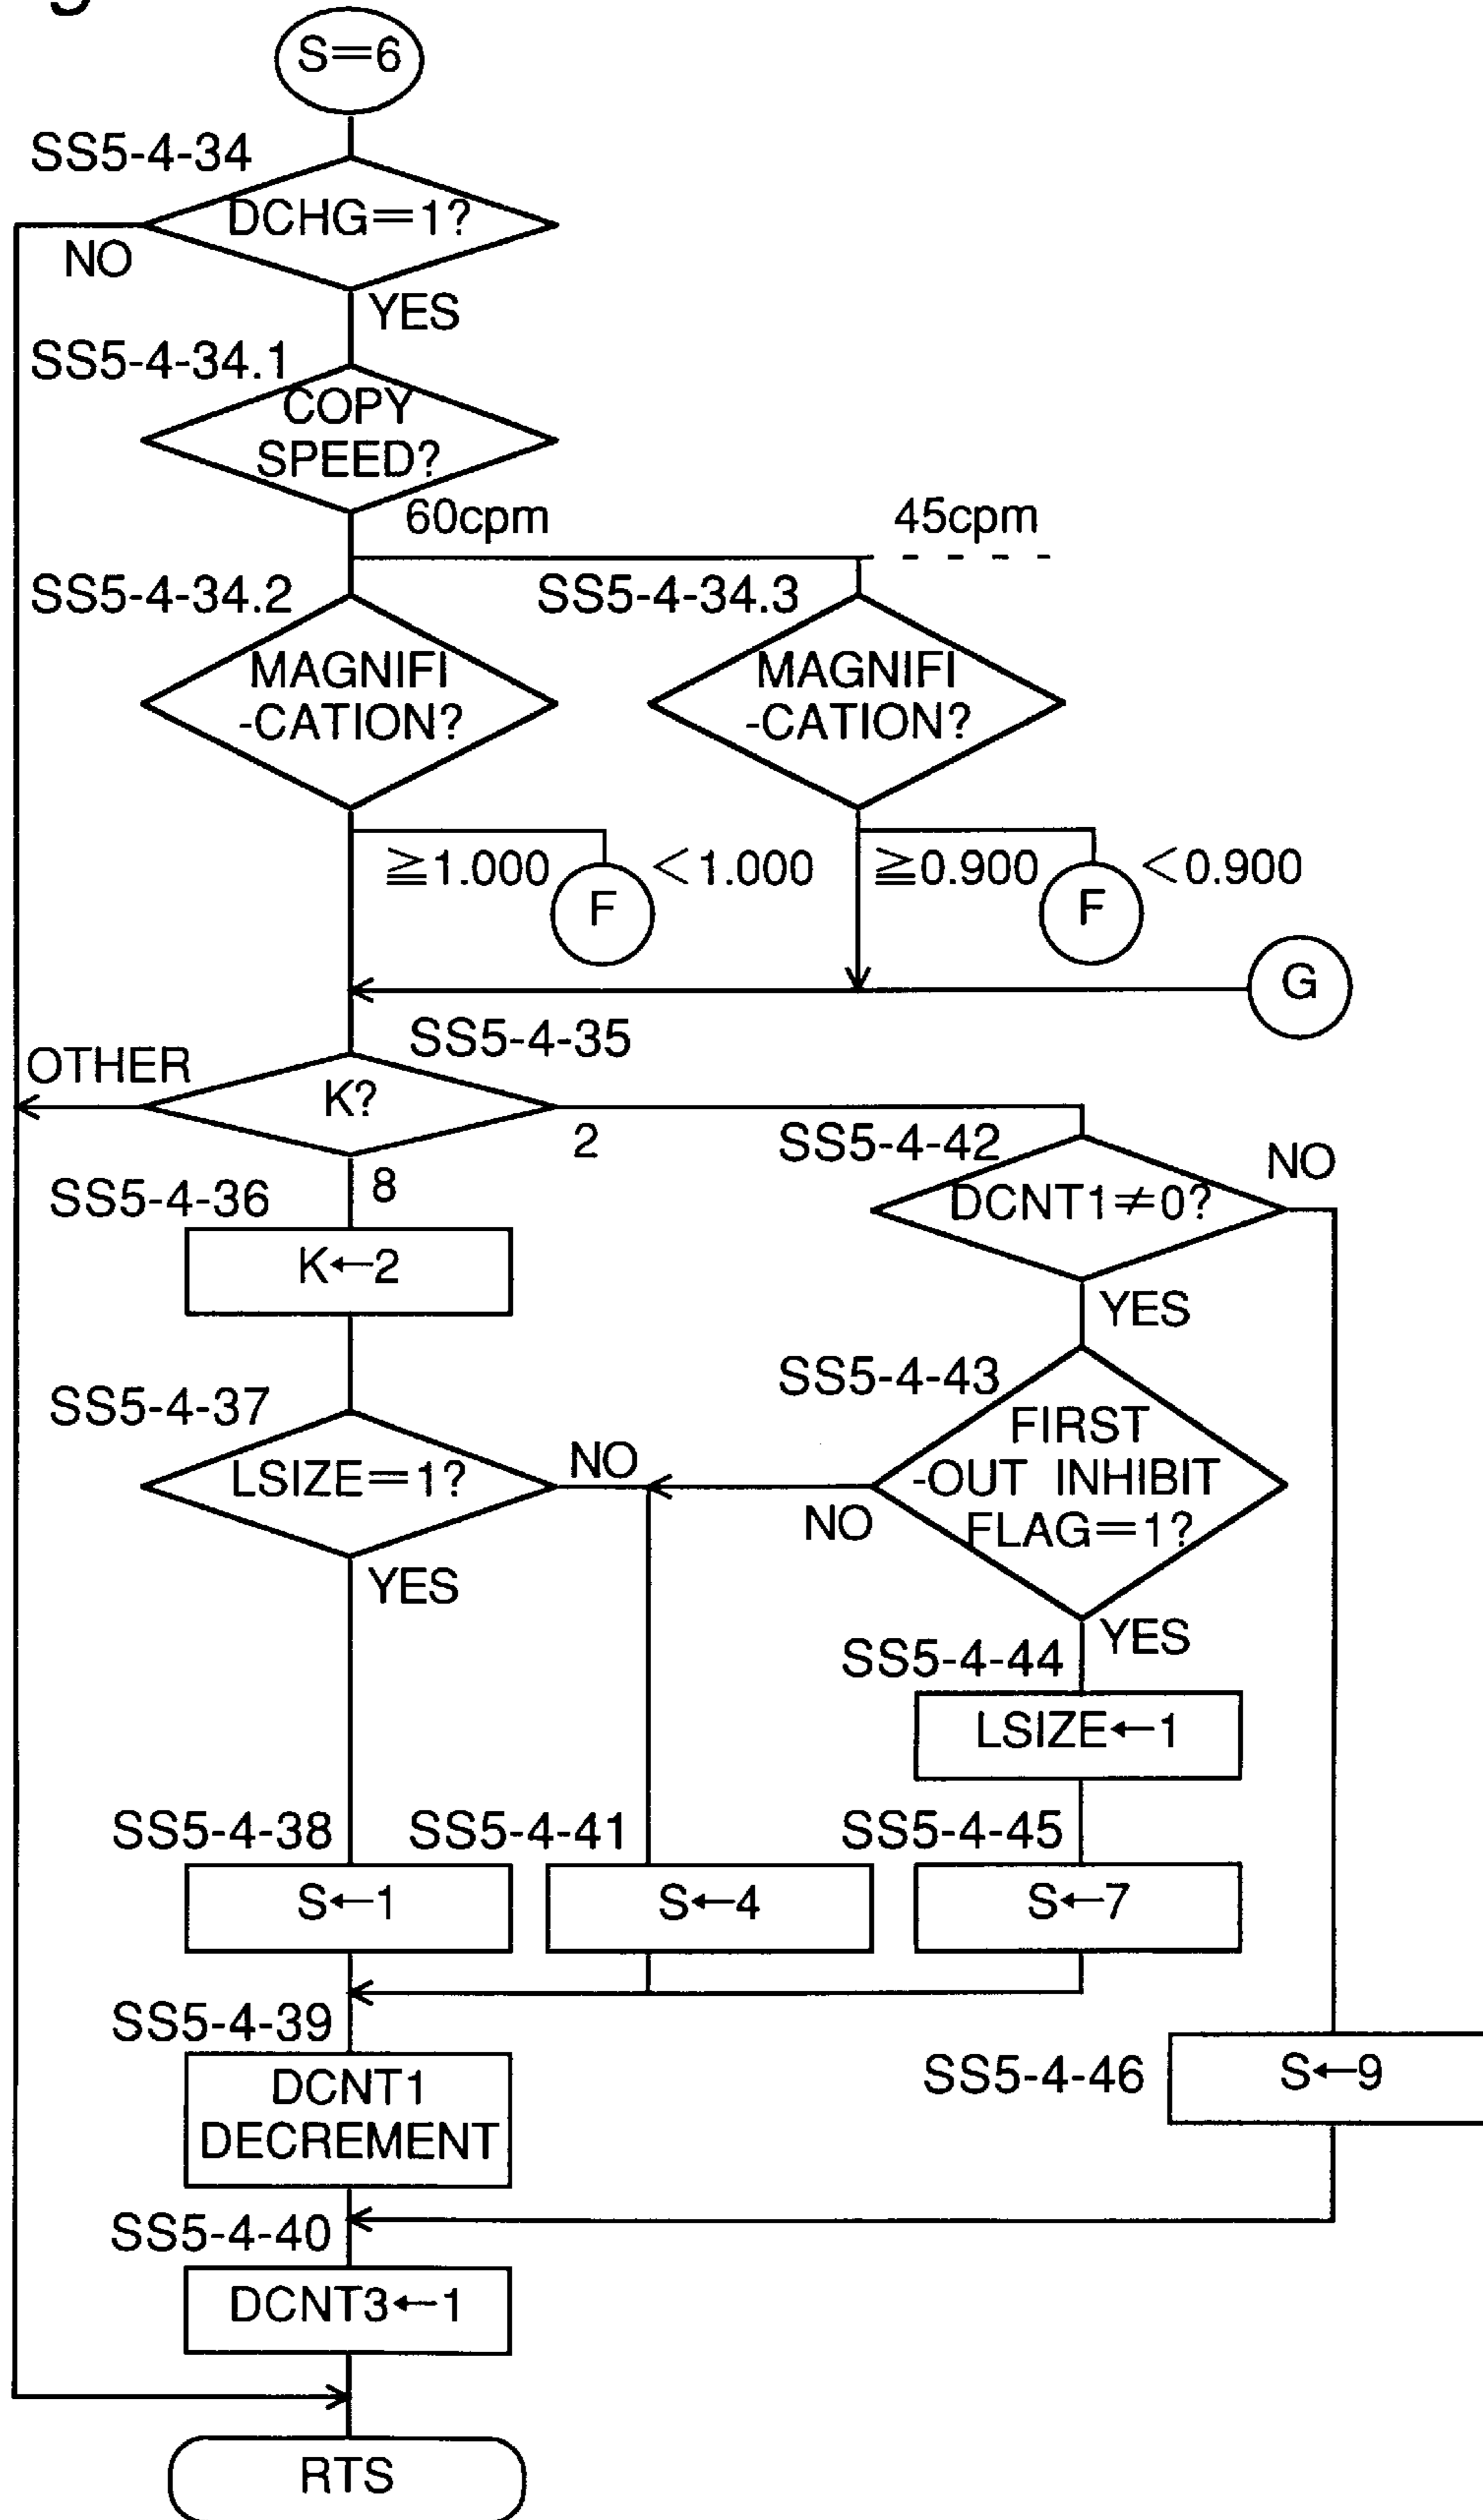 S=6
SS5-4-34
DCHG=1?
NO
YES
SS5-4-34.1
COPY
SPEED?
60cpm
45cpm
SS5-4-34.2
SS5-4-34.3
MAGNIFI
-CATION?
MAGNIFI
-CATION?
≧1.000
F
<1.000
≧0.900
F
<0.900
G
SS5-4-35
OTHER
K?
2
8
SS5-4-42
NO
DCNT1≠0?
YES
SS5-4-36
K←2
SS5-4-37
LSIZE=1?
NO
YES
SS5-4-43
FIRST
-OUT INHIBIT
FLAG=1?
NO
YES
SS5-4-44
LSIZE←1
SS5-4-38
S←1
SS5-4-41
S←4
SS5-4-45
S←7
SS5-4-39
DCNT1
DECREMENT
SS5-4-46
S←9
SS5-4-40
DCNT3←1
RTS